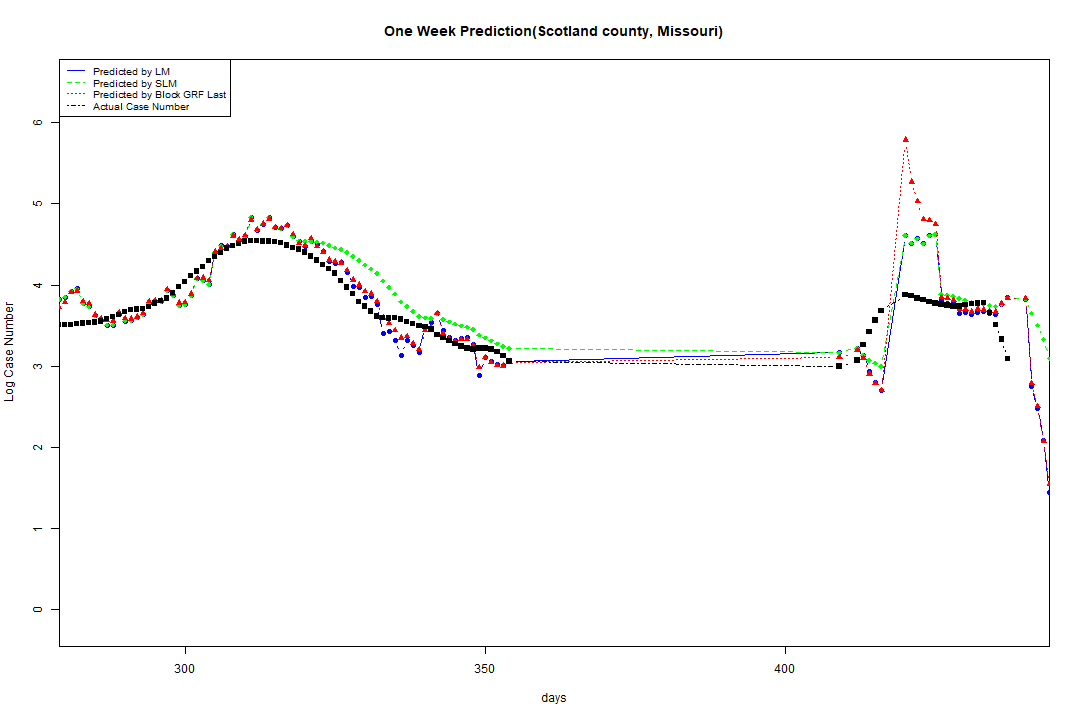 One Week Prediction(Scotland county, Missouri)
Predicted by LM
Predicted by SLM
Predicted by Block GRF Last
Actual Case Number
6
5
4
3
2
1
0
Log Case Number
300 350 400
days